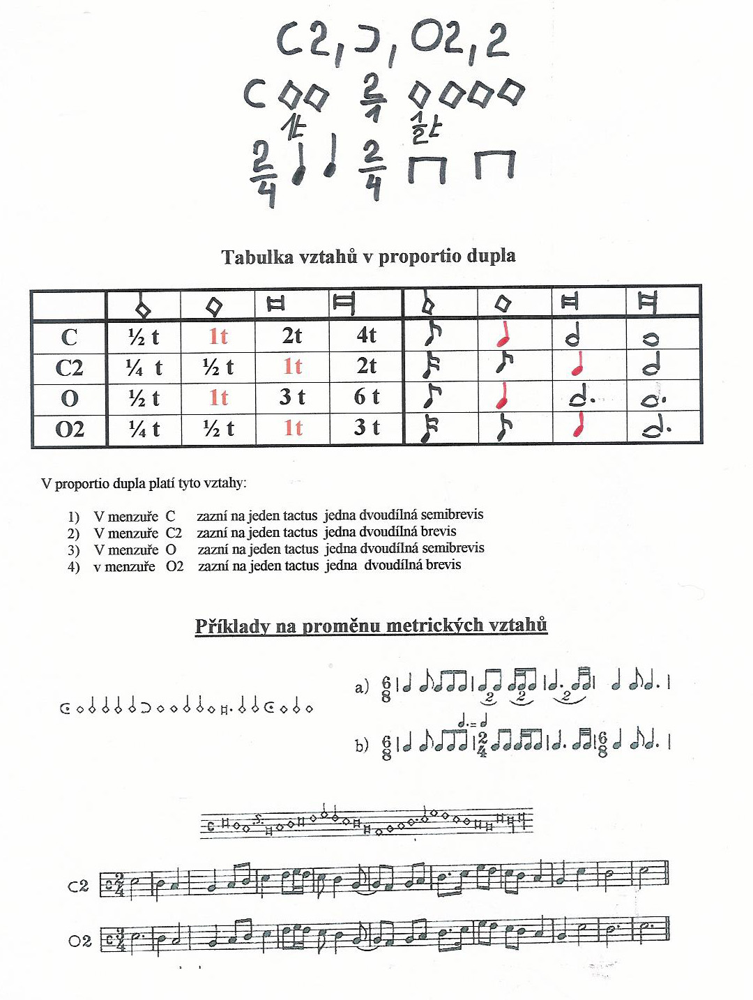 C2, Ɔ, O2, 2
C 2/1
1t 1/2t
2/4 2/4
Tabulka vztahů v proportio dupla
C ½ t 1t 2t 4t
C2 ¼ t ½ t 1t 2t
O ½ t 1t 3 t 6 t
O2 ¼ t ½ t 1t 3 t
V proportio dupla platí tyto vztahy:
1) V menzuře C zazní na jeden tactus jedna dvoudílná semibrevis
2) V menzuře C2 zazní na jeden tactus jedna dvoudílná brevis
3) V menzuře O zazní na jeden tactus jedna dvoudílná semibrevis
4) v menzuře O2 zazní na jeden tactus jedna dvoudílná brevis
Příklady na proměnu metrických vztahů
a) 6/8
2 2 2
b) 6/8 2/4 6/8
C2 2/4
O2 3/4